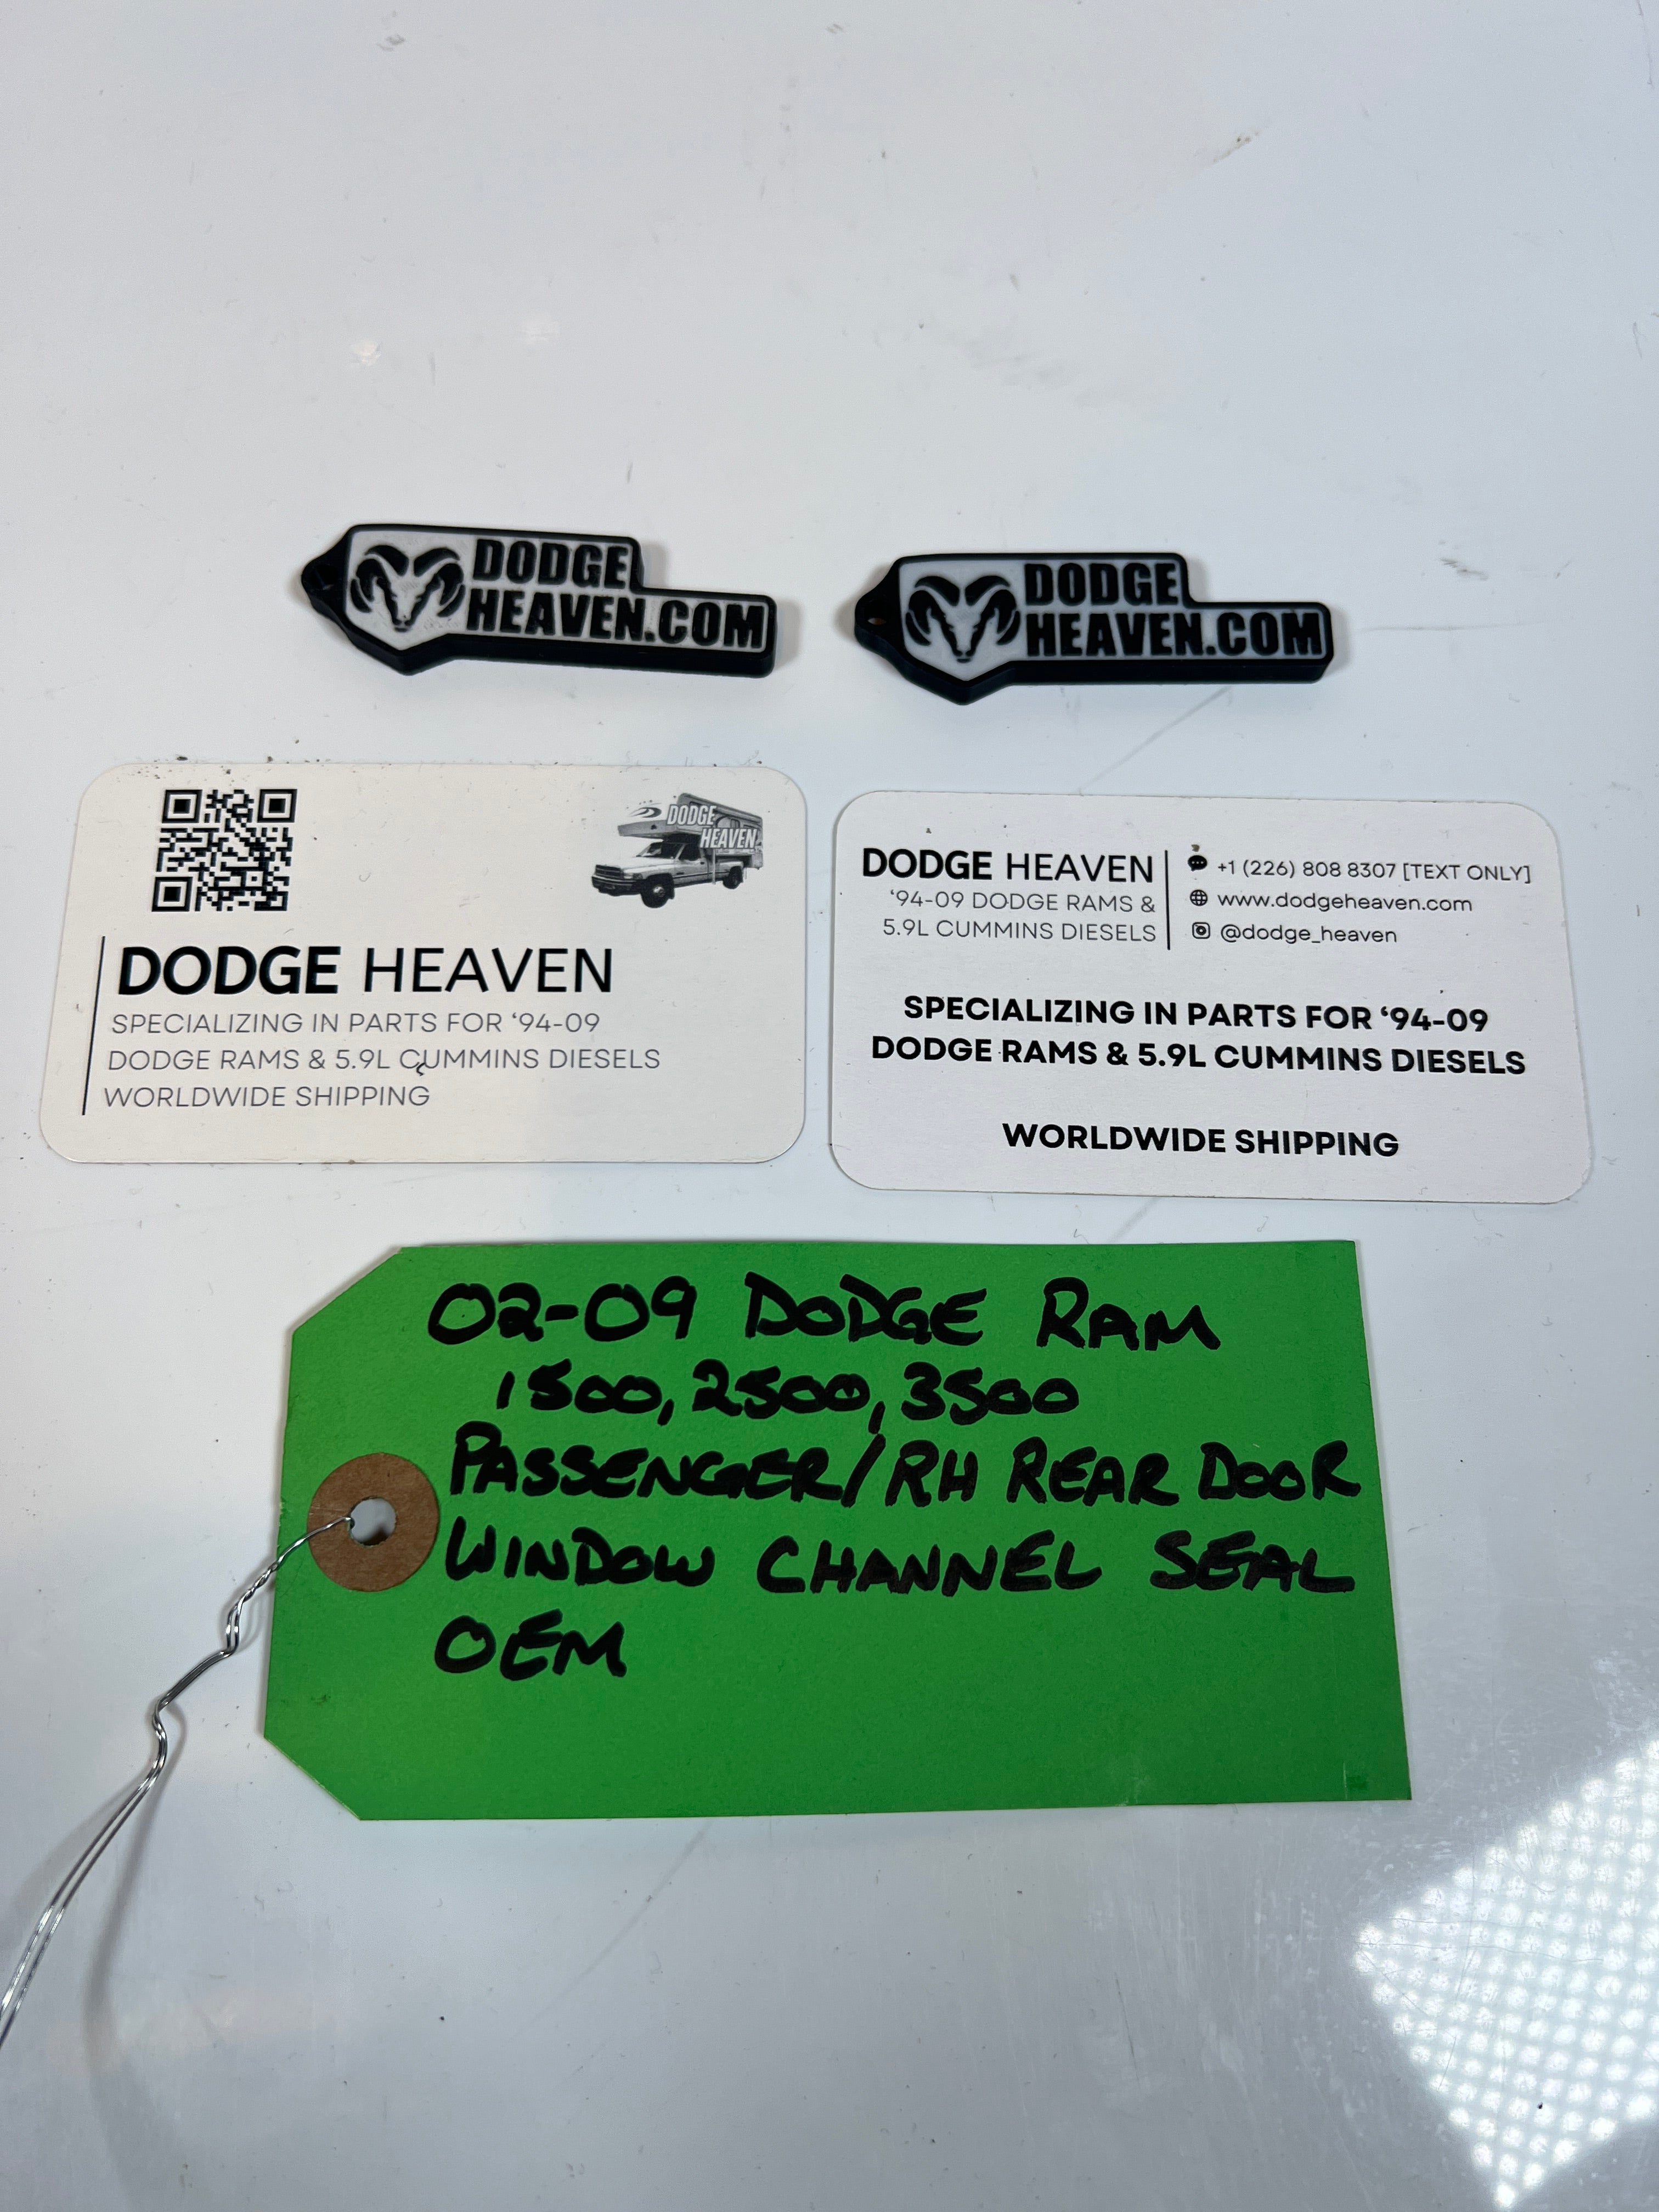 DODGE
HEAVEN.COM
DODGE
HEAVEN.COM
DODGE
HEAVEN
DODGE HEAVEN
SPECIALIZING IN PARTS FOR ‘94-09
DODGE RAMS & 5.9L CUMMINS DIESELS
WORLDWIDE SHIPPING
DODGE HEAVEN
‘94-09 DODGE RAMS &
5.9L CUMMINS DIESELS
+1 (226) 808 8307 [TEXT ONLY]
www.dodgeheaven.com
@dodge_heaven
SPECIALIZING IN PARTS FOR ‘94-09
DODGE RAMS & 5.9L CUMMINS DIESELS
WORLDWIDE SHIPPING
02-09 DODGE RAM
1500, 2500, 3500
PASSENGER/RH REAR DOOR
WINDOW CHANNEL SEAL
OEM